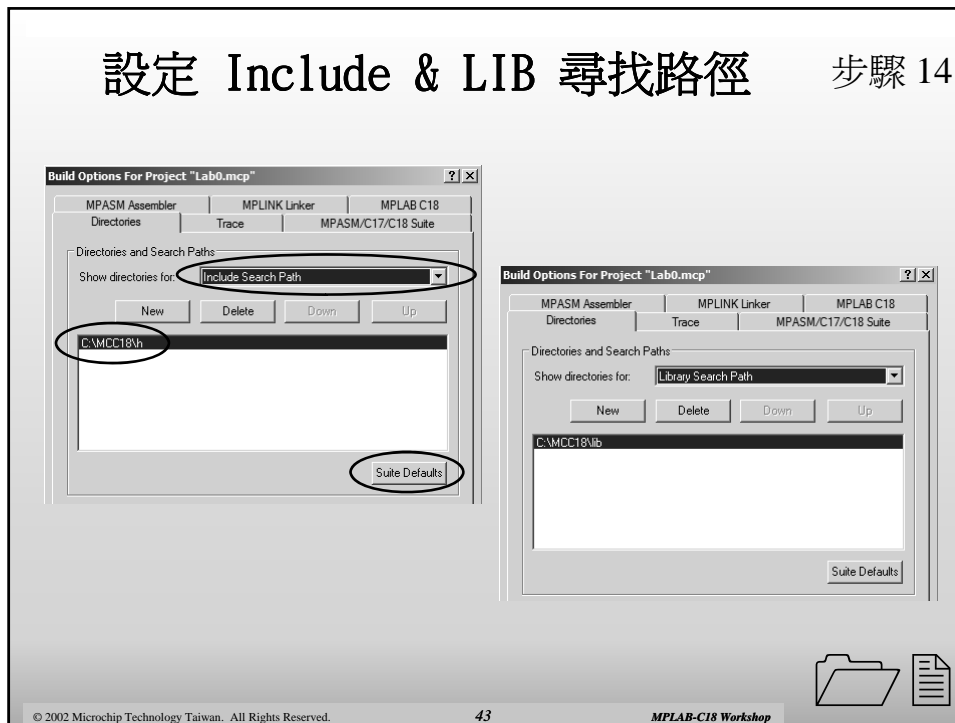 設定 Include & LIB 尋找路徑
步驟 14
Build Options For Project "Lab0.mcp"
? ×
MPASM Assembler MPLINK Linker MPLAB C18
Directories Trace MPASM/C17/C18 Suite
Directories and Search Paths
Show directories for: Include Search Path
New Delete Down Up
C:\MCC18\h
Suite Defaults
Build Options For Project "Lab0.mcp"
? ×
MPASM Assembler MPLINK Linker MPLAB C18
Directories Trace MPASM/C17/C18 Suite
Directories and Search Paths
Show directories for: Library Search Path
New Delete Down Up
C:\MCC18\lib
Suite Defaults
© 2002 Microchip Technology Taiwan. All Rights Reserved. 43 MPLAB-C18 Workshop